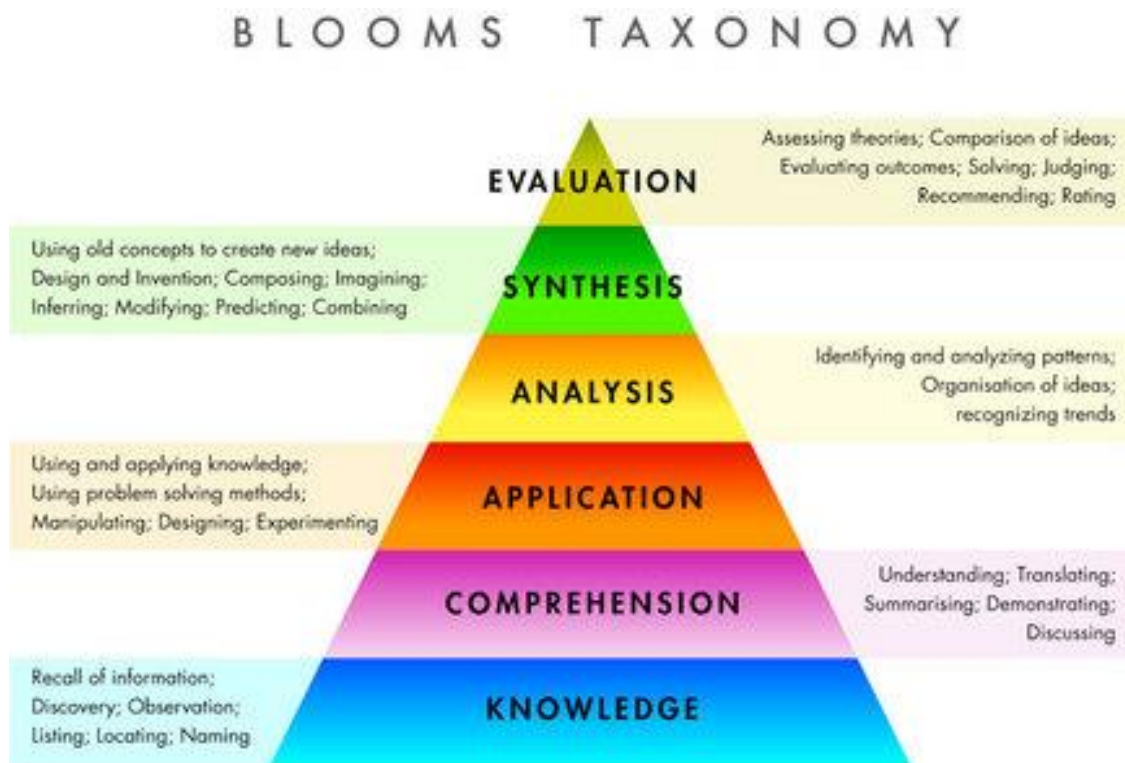 BLOOMS TAXONOMY
EVALUATION
Assessing theories; Comparison of ideas;
Evaluating outcomes; Solving; Judging;
Recommending; Rating
Using old concepts to create new ideas;
Design and Invention; Composing; Imagining;
Inferring; Modifying; Predicting; Combining
SYNTHESIS
ANALYSIS
Identifying and analyzing patterns;
Organisation of ideas;
recognizing trends
Using and applying knowledge;
Using problem solving methods;
Manipulating; Designing; Experimenting
APPLICATION
COMPREHENSION
Understanding; Translating;
Summarising; Demonstrating;
Discussing
Recall of information;
Discovery; Observation;
Listing; Locating; Naming
KNOWLEDGE